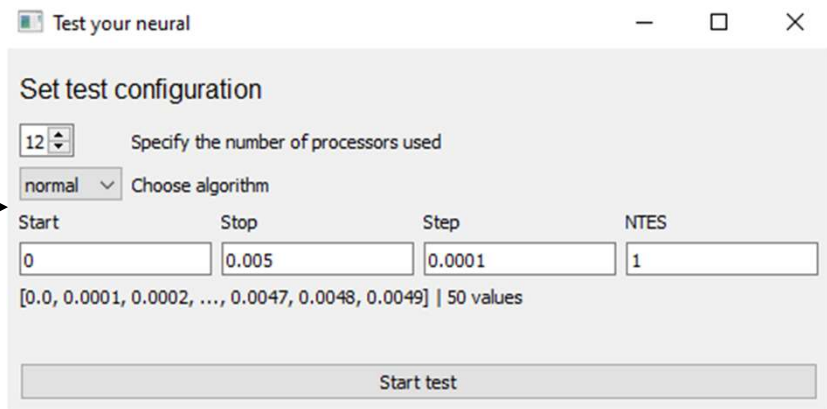 Test your neural
Set test configuration
12 Specify the number of processors used
normal Choose algorithm
Start Stop Step NTES
0 0.005 0.0001 1
[0.0, 0.0001, 0.0002, ..., 0.0047, 0.0048, 0.0049] | 50 values
Start test